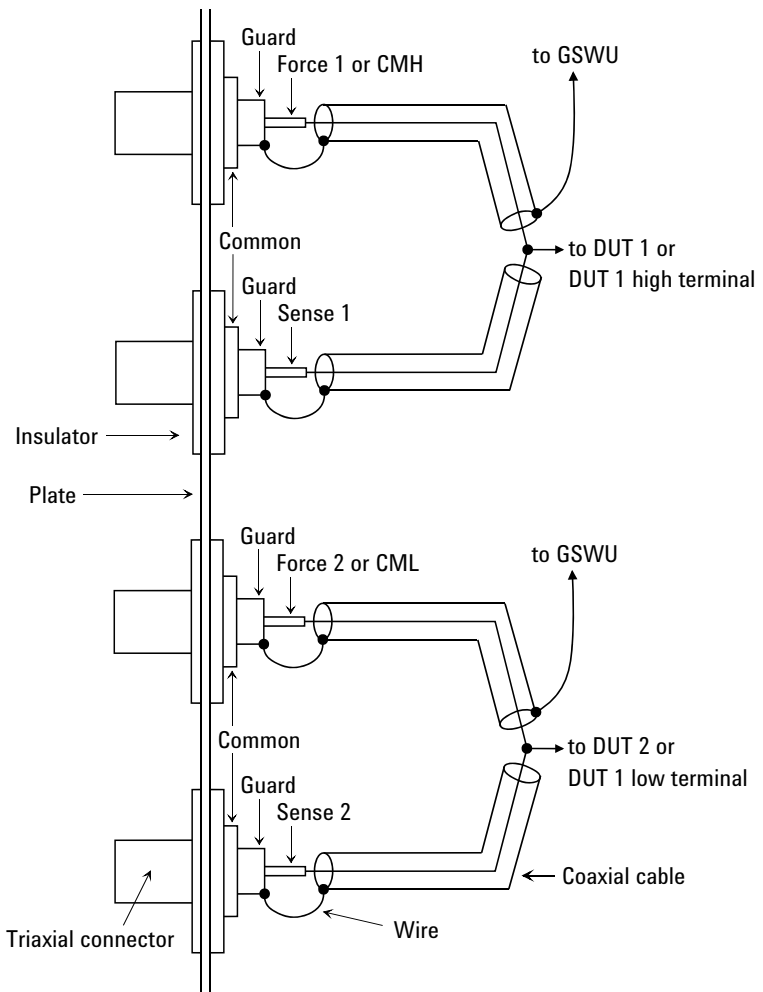 Guard
Force 1 or CMH
to GSWU
Common
to DUT 1 or
DUT 1 high terminal
Guard
Sense 1
Insulator
Plate
Guard
Force 2 or CML
to GSWU
Common
to DUT 2 or
DUT 1 low terminal
Guard
Sense 2
Coaxial cable
Triaxial connector
Wire